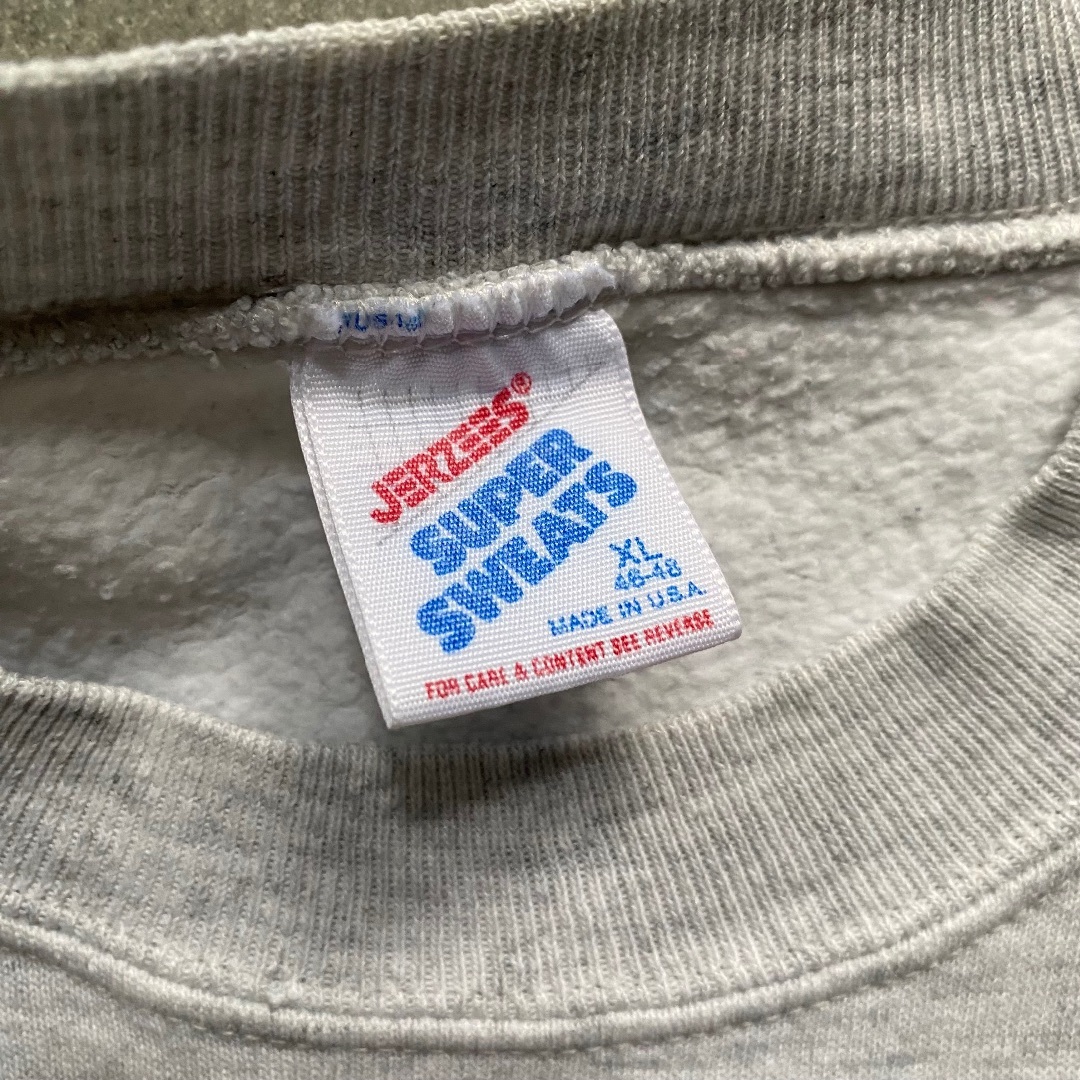 JERZEES®
SUPER
SWEATS
XL
46-48
MADE IN U.S.A.
FOR CARE & CONTENT SEE REVERSE